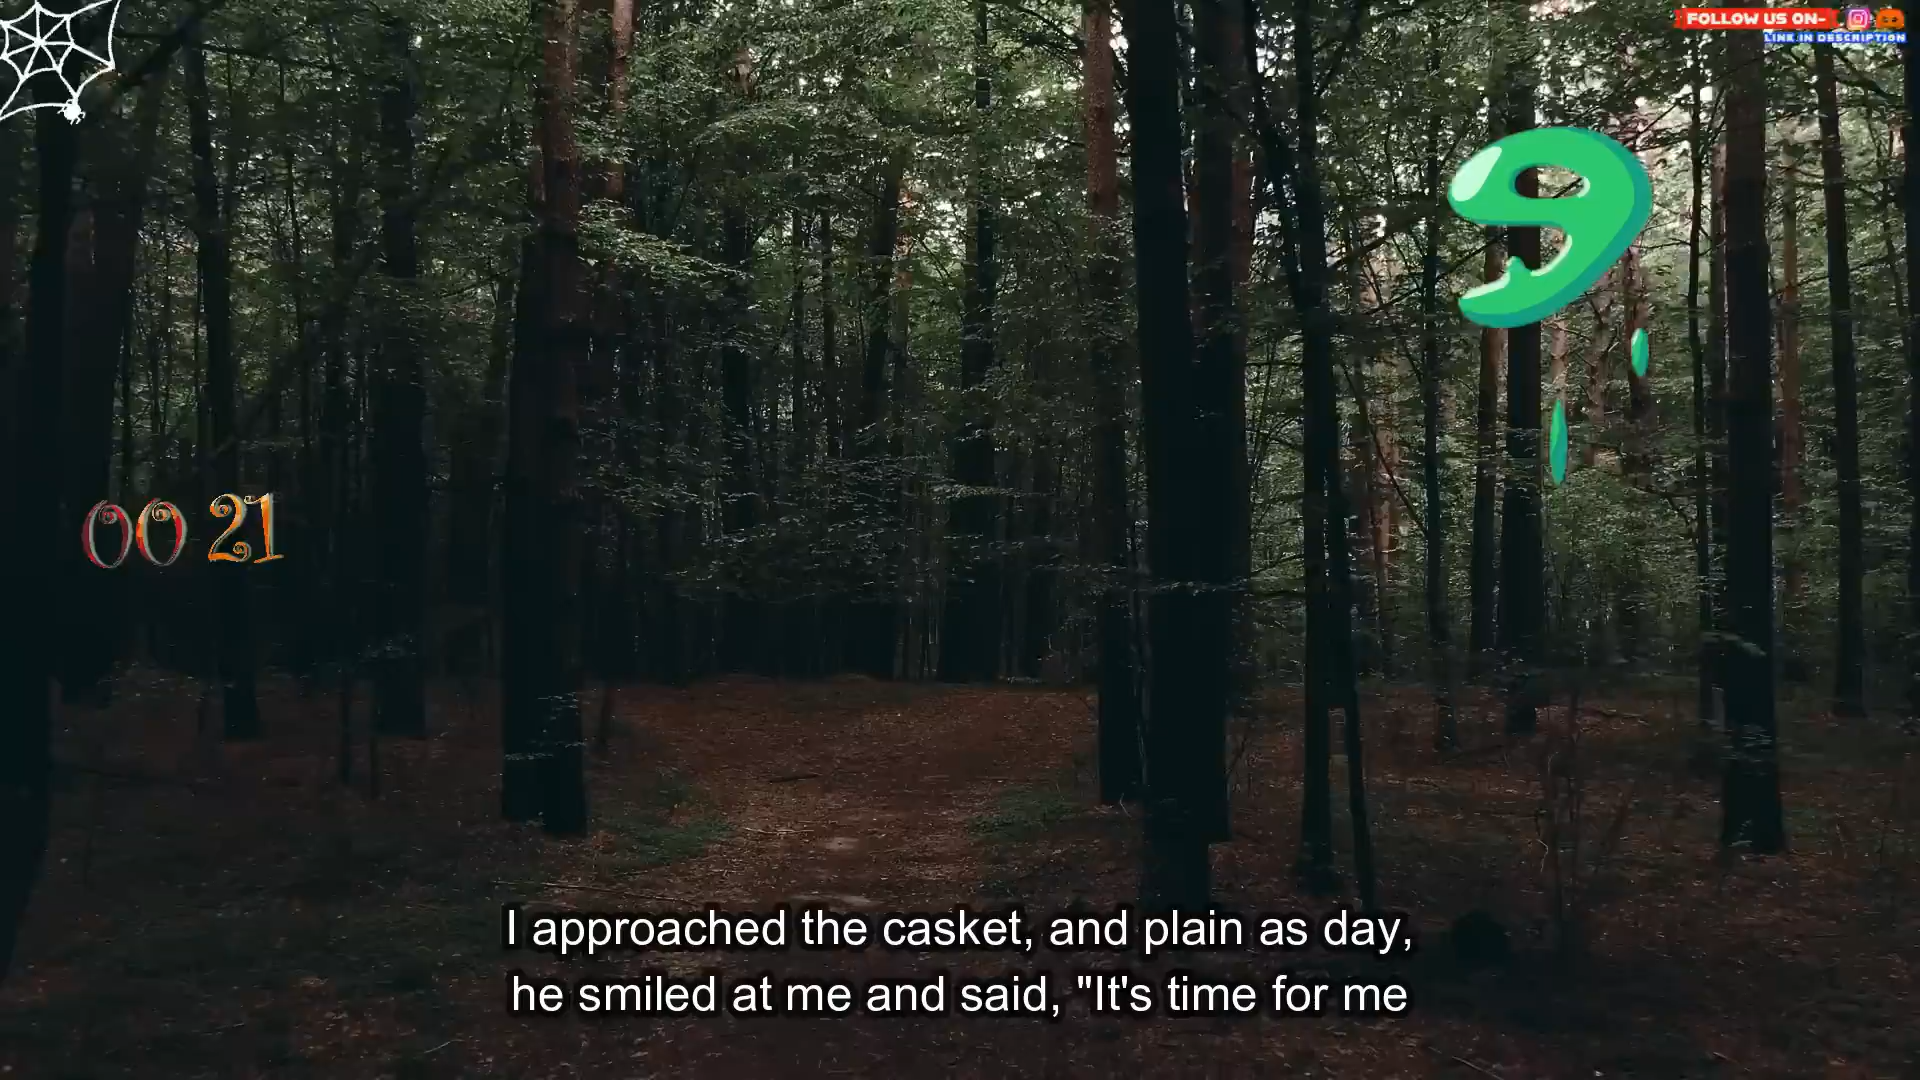 FOLLOW US ON-
LINK IN DESCRIPTION
9
00 21
I approached the casket, and plain as day,
he smiled at me and said, "It's time for me